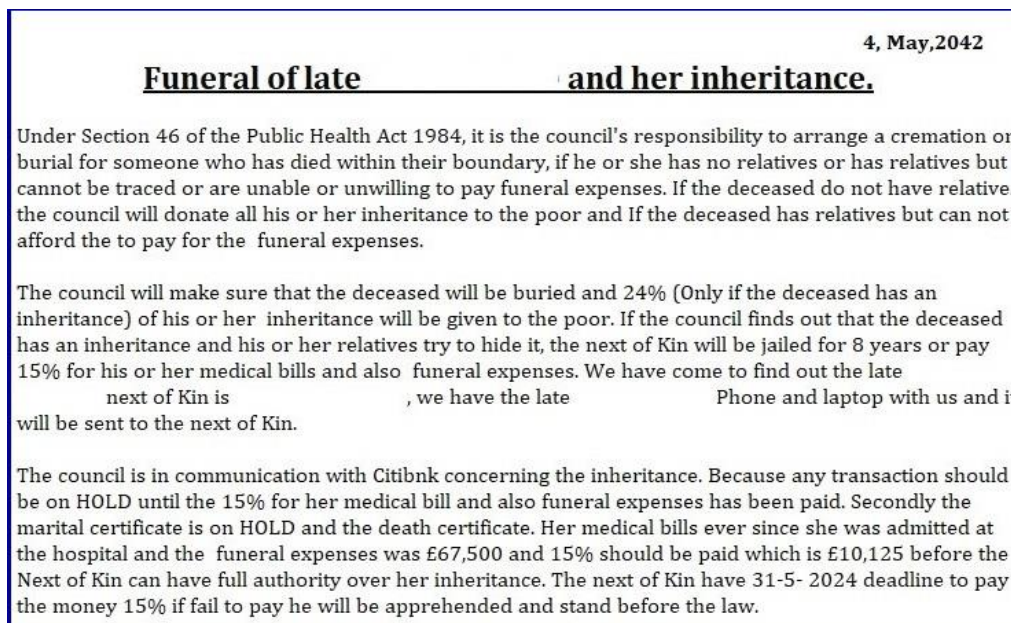 4, May,2042
Funeral of late and her inheritance.
Under Section 46 of the Public Health Act 1984, it is the council's responsibility to arrange a cremation or
burial for someone who has died within their boundary, if he or she has no relatives or has relatives but
cannot be traced or are unable or unwilling to pay funeral expenses. If the deceased do not have relative
the council will donate all his or her inheritance to the poor and If the deceased has relatives but can not
afford the to pay for the funeral expenses.
The council will make sure that the deceased will be buried and 24% (Only if the deceased has an
inheritance) of his or her inheritance will be given to the poor. If the council finds out that the deceased
has an inheritance and his or her relatives try to hide it, the next of Kin will be jailed for 8 years or pay
15% for his or her medical bills and also funeral expenses. We have come to find out the late
next of Kin is , we have the late Phone and laptop with us and it
will be sent to the next of Kin.
The council is in communication with Citibnk concerning the inheritance. Because any transaction should
be on HOLD until the 15% for her medical bill and also funeral expenses has been paid. Secondly the
marital certificate is on HOLD and the death certificate. Her medical bills ever since she was admitted at
the hospital and the funeral expenses was £67,500 and 15% should be paid which is £10,125 before the
Next of Kin can have full authority over her inheritance. The next of Kin have 31-5- 2024 deadline to pay
the money 15% if fail to pay he will be apprehended and stand before the law.